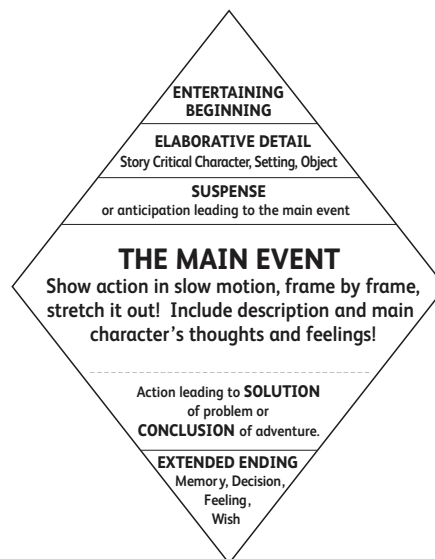 ENTERTAINING
BEGINNING
ELABORATIVE DETAIL
Story Critical Character, Setting, Object
SUSPENSE
or anticipation leading to the main event
THE MAIN EVENT
Show action in slow motion, frame by frame,
stretch it out! Include description and main
character's thoughts and feelings!
Action leading to SOLUTION
of problem or
CONCLUSION of adventure.
EXTENDED ENDING
Memory, Decision,
Feeling,
Wish